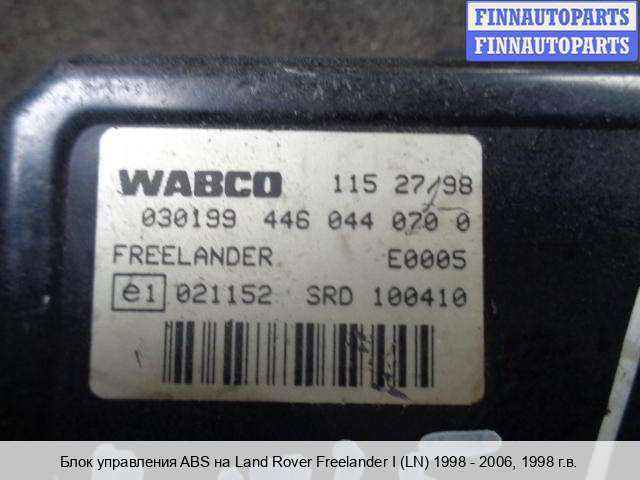 FINNAUTOPARTS
FINNAUTOPARTS
WABCO 115 27/98
030199 446 044 070 0
FREELANDER E0005
e1 021152 SRD 100410
Блок управления ABS на Land Rover Freelander I (LN) 1998 - 2006, 1998 г.в.